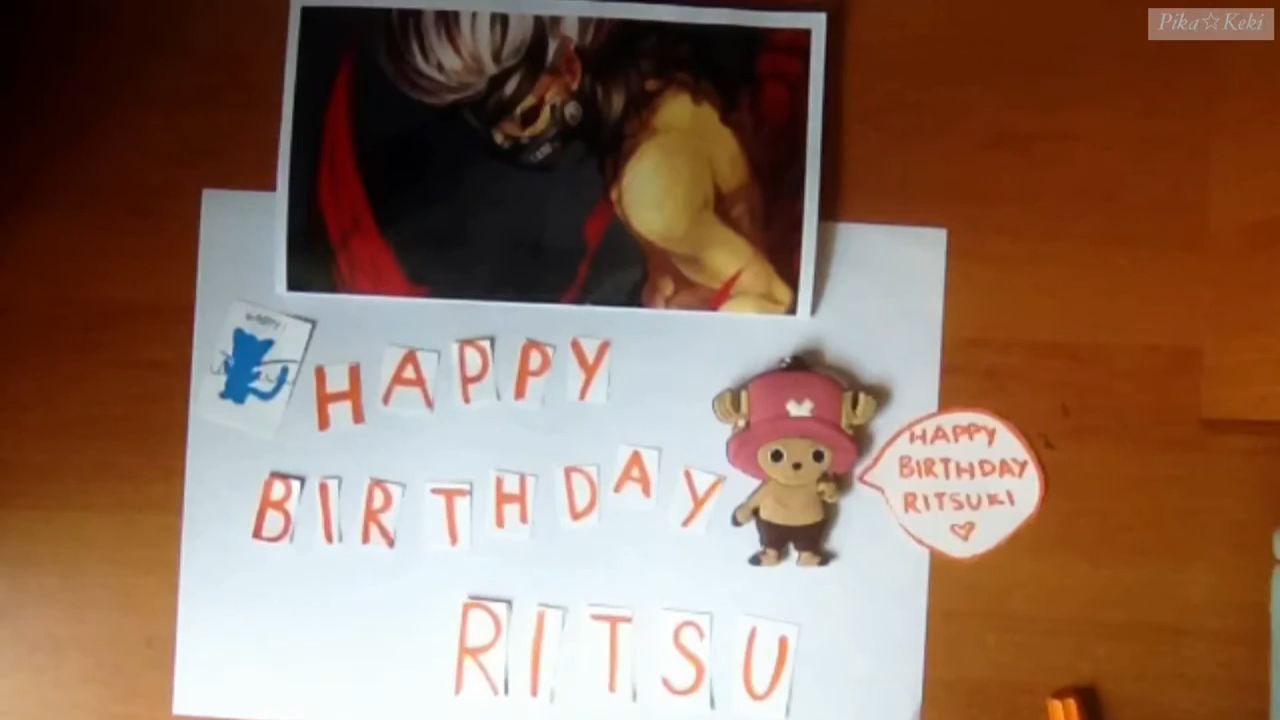 Pika☆Keki
HAPPY
BIRTHDAY
RITSU
HAPPY
BIRTHDAY
RITSUKI
♡